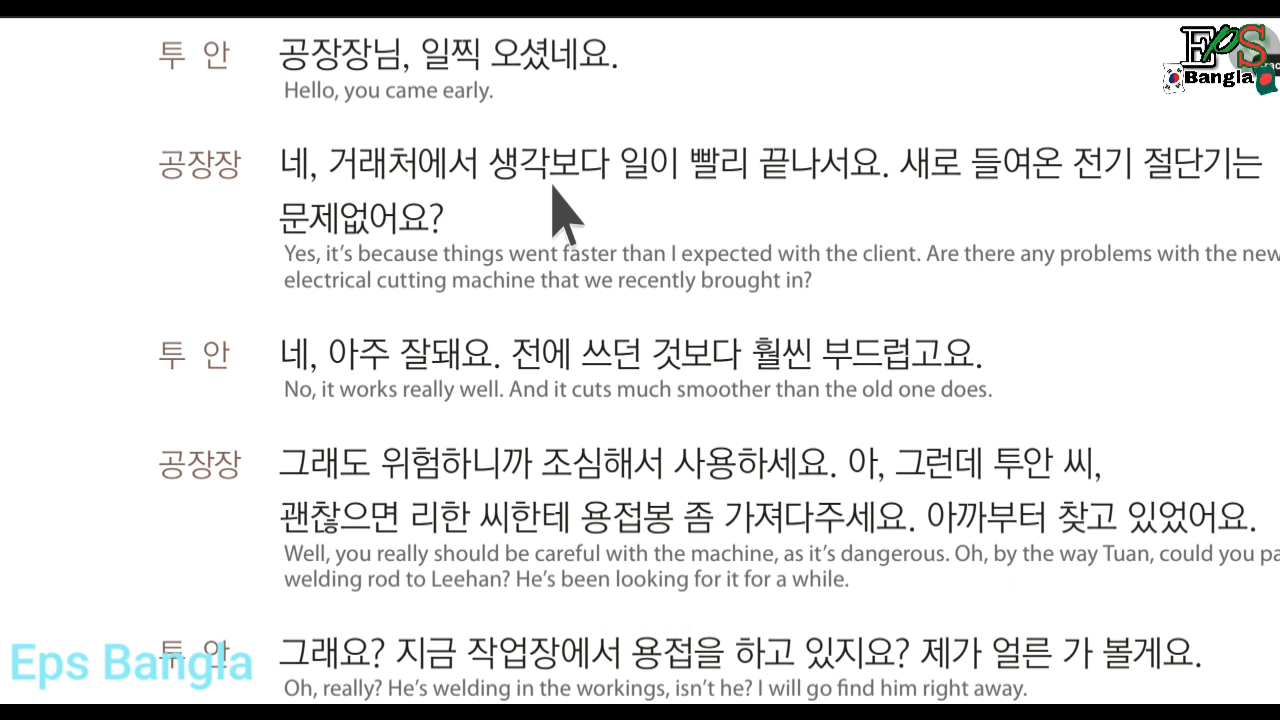 투 안 공장장님, 일찍 오셨네요.
Hello, you came early.
EPS
Bangla
공장장 네, 거래처에서 생각보다 일이 빨리 끝나서요. 새로 들여온 전기 절단기는
문제없어요?
Yes, it's because things went faster than I expected with the client. Are there any problems with the new
electrical cutting machine that we recently brought in?
투 안 네, 아주 잘돼요. 전에 쓰던 것보다 훨씬 부드럽고요.
No, it works really well. And it cuts much smoother than the old one does.
공장장 그래도 위험하니까 조심해서 사용하세요. 아, 그런데 투안 씨,
괜찮으면 리한 씨한테 용접봉 좀 가져다주세요. 아까부터 찾고 있었어요.
Well, you really should be careful with the machine, as it's dangerous. Oh, by the way Tuan, could you pa
welding rod to Leehan? He's been looking for it for a while.
투 안 그래요? 지금 작업장에서 용접을 하고 있지요? 제가 얼른 가 볼게요.
Eps Bangla
Oh, really? He's welding in the workings, isn't he? I will go find him right away.